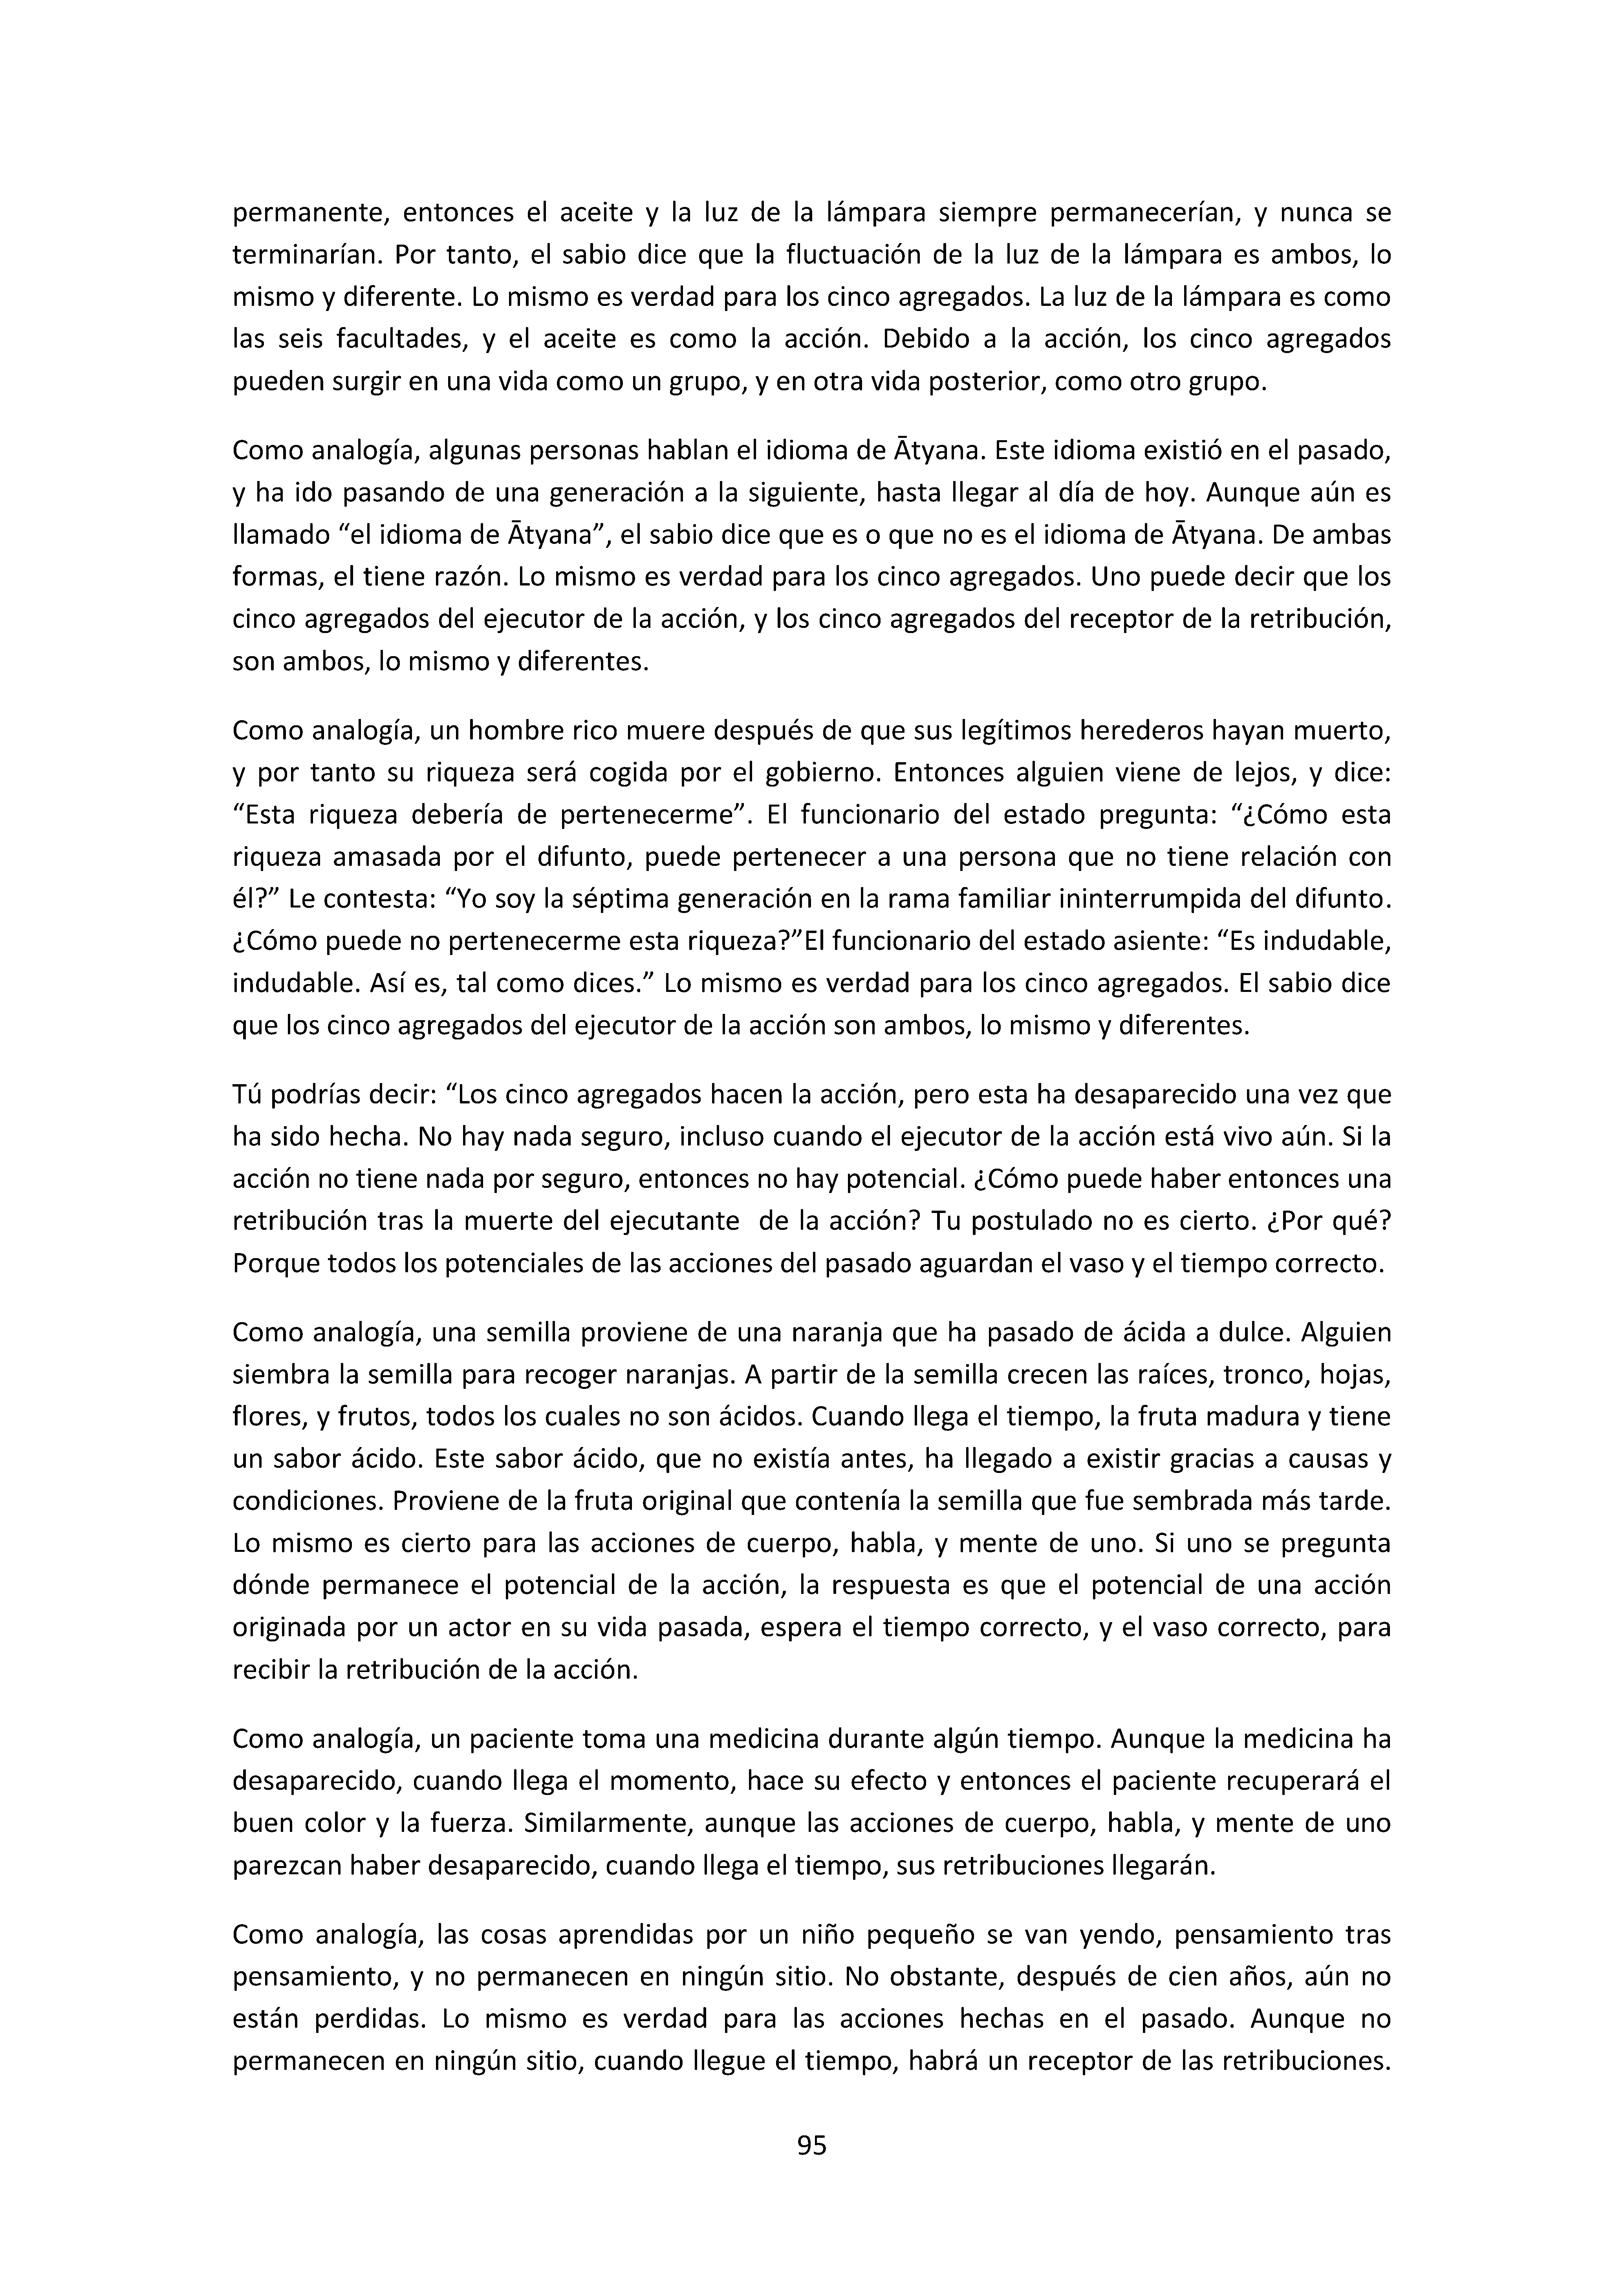 permanente, entonces el aceite y la luz de la lámpara siempre permanecerían, y nunca se
terminarían. Por tanto, el sabio dice que la fluctuación de la luz de la lámpara es ambos, lo
mismo y diferente. Lo mismo es verdad para los cinco agregados. La luz de la lámpara es como
las seis facultades, y el aceite es como la acción. Debido a la acción, los cinco agregados
pueden surgir en una vida como un grupo, y en otra vida posterior, como otro grupo.
Como analogía, algunas personas hablan el idioma de Ātyana. Este idioma existió en el pasado,
y ha ido pasando de una generación a la siguiente, hasta llegar al día de hoy. Aunque aún es
llamado “el idioma de Ātyana”, el sabio dice que es o que no es el idioma de Ātyana. De ambas
formas, el tiene razón. Lo mismo es verdad para los cinco agregados. Uno puede decir que los
cinco agregados del ejecutor de la acción, y los cinco agregados del receptor de la retribución,
son ambos, lo mismo y diferentes.
Como analogía, un hombre rico muere después de que sus legítimos herederos hayan muerto,
y por tanto su riqueza será cogida por el gobierno. Entonces alguien viene de lejos, y dice:
“Esta riqueza debería de pertenecerme”. El funcionario del estado pregunta: “¿Cómo esta
riqueza amasada por el difunto, puede pertenecer a una persona que no tiene relación con
él?” Le contesta: “Yo soy la séptima generación en la rama familiar ininterrumpida del difunto.
¿Cómo puede no pertenecerme esta riqueza?”El funcionario del estado asiente: “Es indudable,
indudable. Así es, tal como dices.” Lo mismo es verdad para los cinco agregados. El sabio dice
que los cinco agregados del ejecutor de la acción son ambos, lo mismo y diferentes.
Tú podrías decir: “Los cinco agregados hacen la acción, pero esta ha desaparecido una vez que
ha sido hecha. No hay nada seguro, incluso cuando el ejecutor de la acción está vivo aún. Si la
acción no tiene nada por seguro, entonces no hay potencial. ¿Cómo puede haber entonces una
retribución tras la muerte del ejecutante  de la acción? Tu postulado no es cierto. ¿Por qué?
Porque todos los potenciales de las acciones del pasado aguardan el vaso y el tiempo correcto.
Como analogía, una semilla proviene de una naranja que ha pasado de ácida a dulce. Alguien
siembra la semilla para recoger naranjas. A partir de la semilla crecen las raíces, tronco, hojas,
flores, y frutos, todos los cuales no son ácidos. Cuando llega el tiempo, la fruta madura y tiene
un sabor ácido. Este sabor ácido, que no existía antes, ha llegado a existir gracias a causas y
condiciones. Proviene de la fruta original que contenía la semilla que fue sembrada más tarde.
Lo mismo es cierto para las acciones de cuerpo, habla, y mente de uno. Si uno se pregunta
dónde permanece el potencial de la acción, la respuesta es que el potencial de una acción
originada por un actor en su vida pasada, espera el tiempo correcto, y el vaso correcto, para
recibir la retribución de la acción.
Como analogía, un paciente toma una medicina durante algún tiempo. Aunque la medicina ha
desaparecido, cuando llega el momento, hace su efecto y entonces el paciente recuperará el
buen color y la fuerza. Similarmente, aunque las acciones de cuerpo, habla, y mente de uno
parezcan haber desaparecido, cuando llega el tiempo, sus retribuciones llegarán.
Como analogía, las cosas aprendidas por un niño pequeño se van yendo, pensamiento tras
pensamiento, y no permanecen en ningún sitio. No obstante, después de cien años, aún no
están perdidas. Lo mismo es verdad para las acciones hechas en el pasado. Aunque no
permanecen en ningún sitio, cuando llegue el tiempo, habrá un receptor de las retribuciones.
95